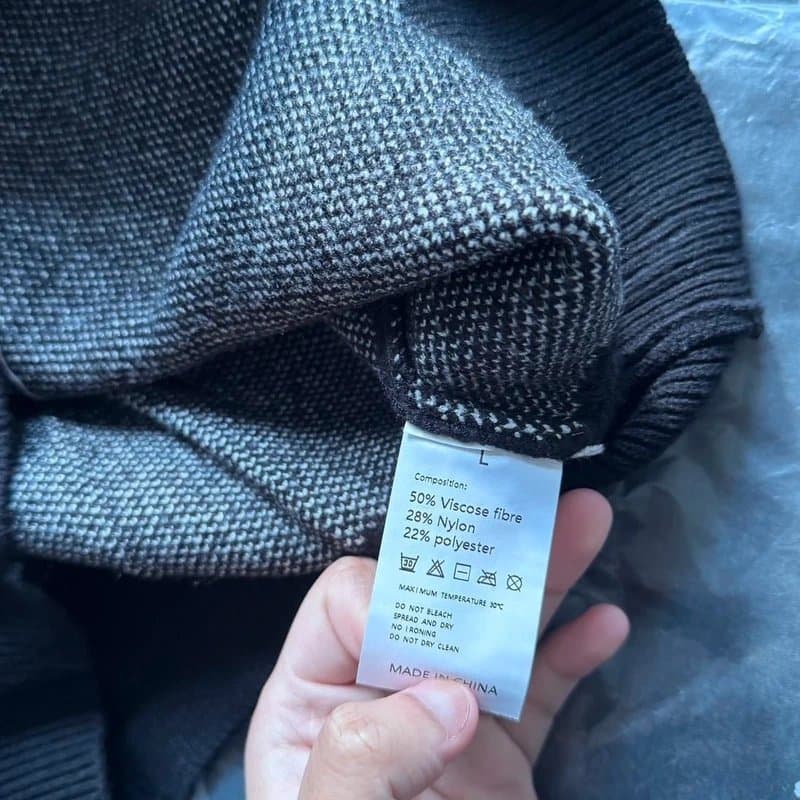 L
Composition:
50% Viscose fibre
28% Nylon
22% polyester
30
MAXIMUM TEMPERATURE 30℃
DO NOT BLEACH
SPREAD AND DRY
NO IRONING
DO NOT DRY CLEAN
MADE IN CHINA